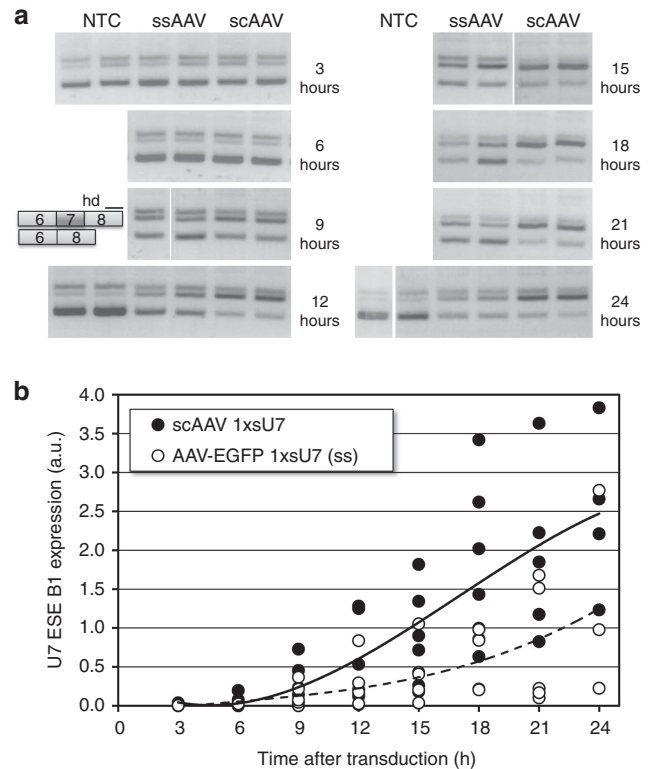 a
NTC ssAAV scAAV
3 hours
6 hours
hd
6 7 8
6 8
9 hours
12 hours
NTC ssAAV scAAV
15 hours
18 hours
21 hours
24 hours
b
U7 ESE B1 expression (a.u.)
4.0
3.5
3.0
2.5
2.0
1.5
1.0
0.5
0.0
scAAV 1xsU7
AAV-EGFP 1xsU7 (ss)
0 3 6 9 12 15 18 21 24
Time after transduction (h)